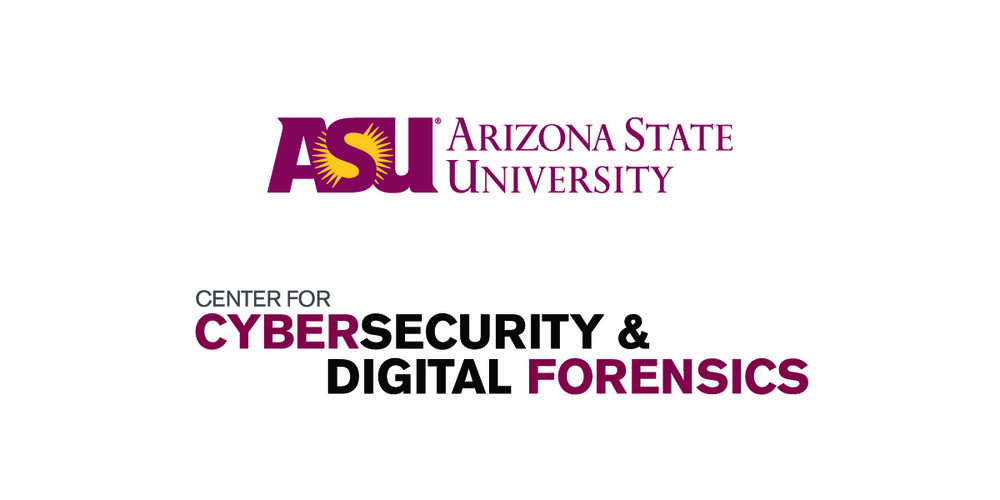 ASU® ARIZONA STATE
UNIVERSITY
CENTER FOR
CYBERSECURITY &
DIGITAL FORENSICS